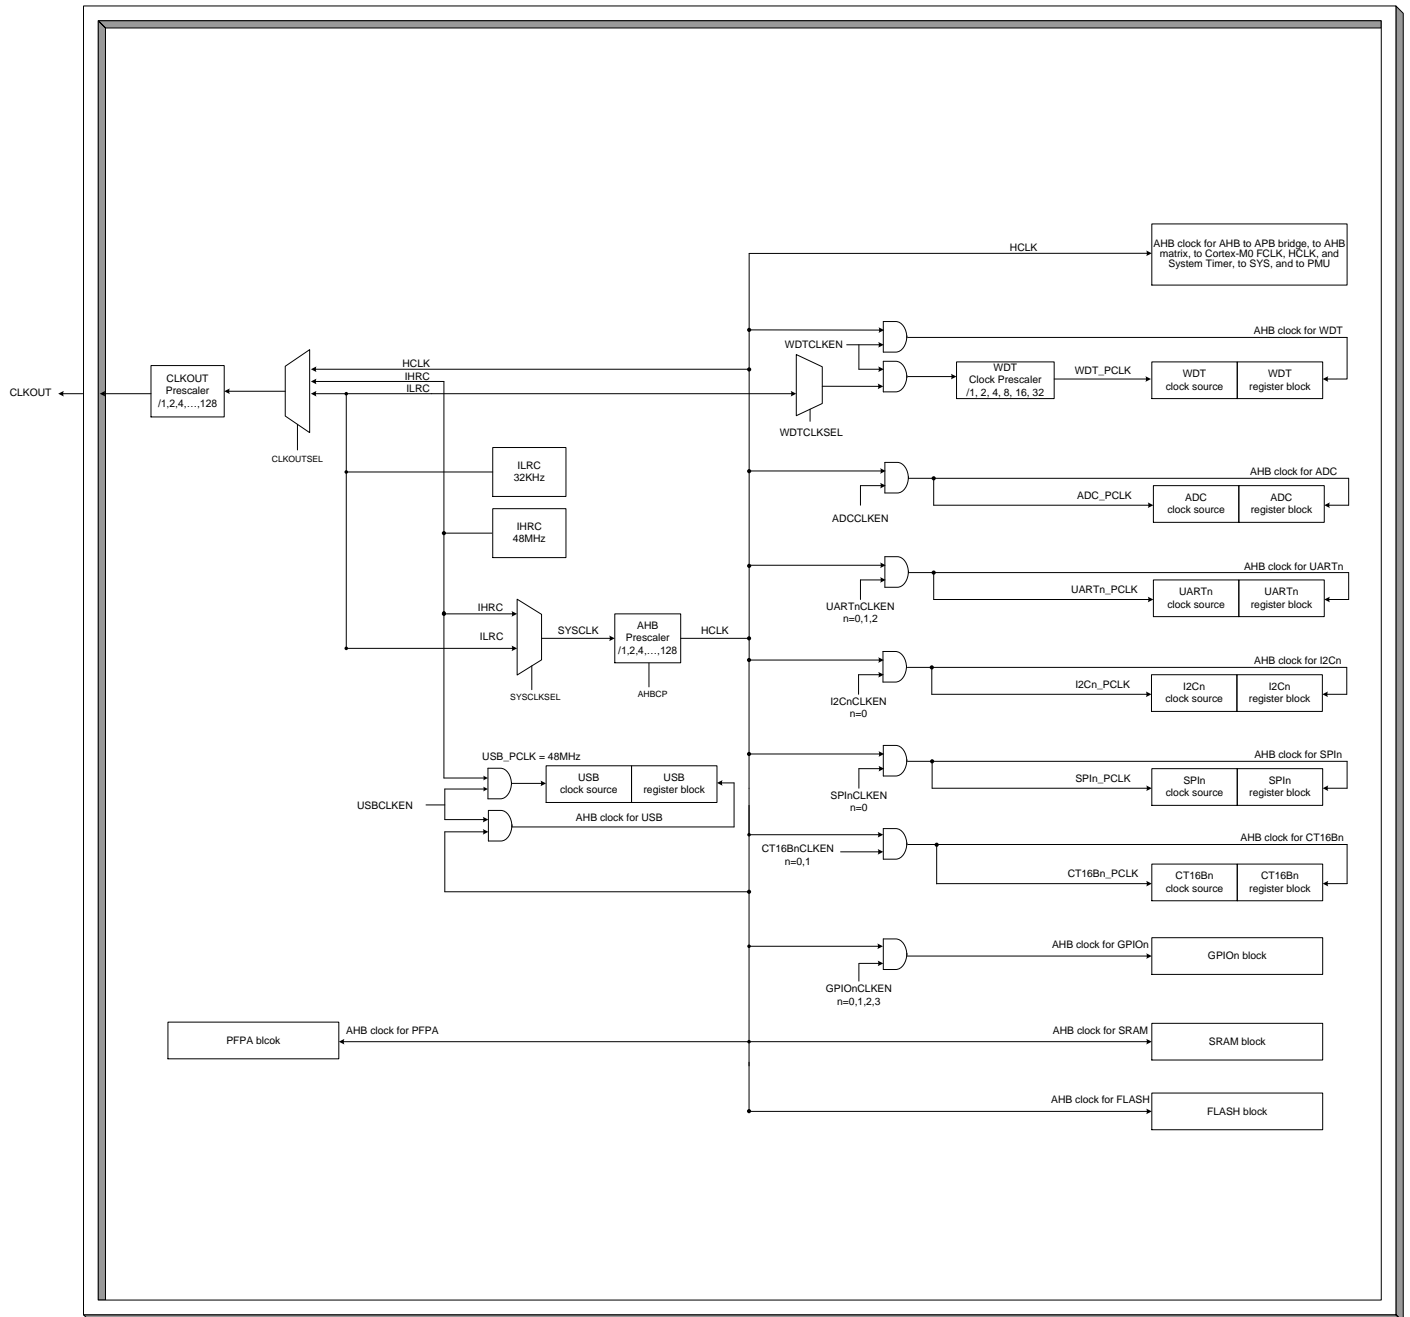 HCLK
AHB clock for AHB to APB bridge, to AHB
matrix, to Cortex-M0 FCLK, HCLK, and
System Timer, to SYS, and to PMU
AHB clock for WDT
WDTCLKEN
HCLK
IHRC
ILRC
CLKOUT
CLKOUT
Prescaler
/1,2,4,…,128
WDT
Clock Prescaler
/1, 2, 4, 8, 16, 32
WDT_PCLK
WDT
clock source
WDT
register block
WDTCLKSEL
CLKOUTSEL
ILRC
32KHz
AHB clock for ADC
ADC_PCLK
ADC
clock source
ADC
register block
ADCCLKEN
IHRC
48MHz
AHB clock for UARTn
UARTn_PCLK
UARTn
clock source
UARTn
register block
UARTnCLKEN
n=0,1,2
IHRC
ILRC
SYSCLK
AHB
Prescaler
/1,2,4,…,128
HCLK
SYSCLKSEL
AHBCP
AHB clock for I2Cn
I2Cn_PCLK
I2Cn
clock source
I2Cn
register block
I2CnCLKEN
n=0
USB_PCLK = 48MHz
USB
clock source
USB
register block
USBCLKEN
AHB clock for USB
AHB clock for SPIn
SPIn_PCLK
SPIn
clock source
SPIn
register block
SPInCLKEN
n=0
AHB clock for CT16Bn
CT16BnCLKEN
n=0,1
CT16Bn_PCLK
CT16Bn
clock source
CT16Bn
register block
AHB clock for GPIOn
GPIOn block
GPIOnCLKEN
n=0,1,2,3
PFPA blcok
AHB clock for PFPA
AHB clock for SRAM
SRAM block
AHB clock for FLASH
FLASH block